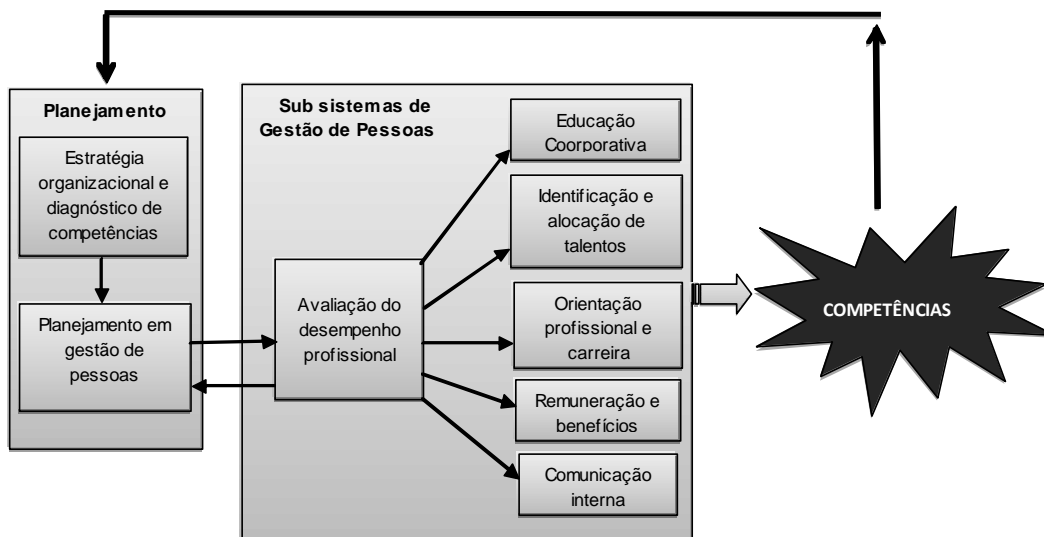 Planejamento
Estratégia
organizacional e
diagnóstico de
competências
Planejamento em
gestão de
pessoas
Sub sistemas de
Gestão de Pessoas
Avaliação do
desempenho
profissional
Educação
Coorporativa
Identificação e
alocação de
talentos
Orientação
profissional e
carreira
Remuneração e
benefícios
Comunicação
interna
COMPETÊNCIAS